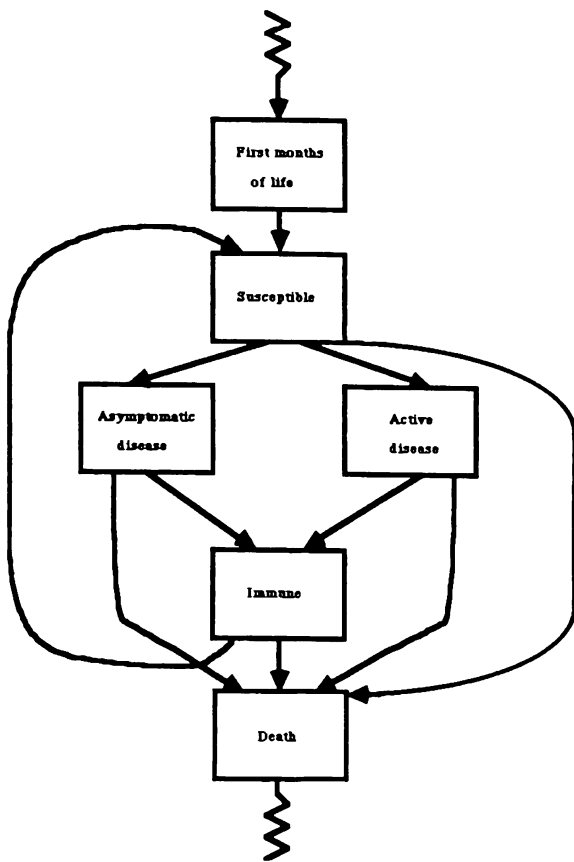 First months
of life
Susceptible
Asymptomatic
disease
Active
disease
Immune
Death